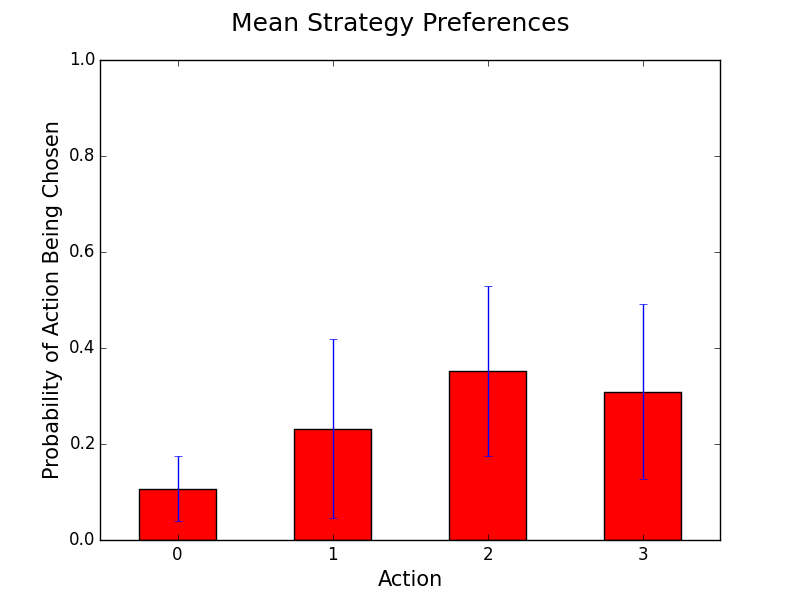 Mean Strategy Preferences
Probability of Action Being Chosen
1.0
0.8
0.6
0.4
0.2
0.0
0 1 2 3
Action